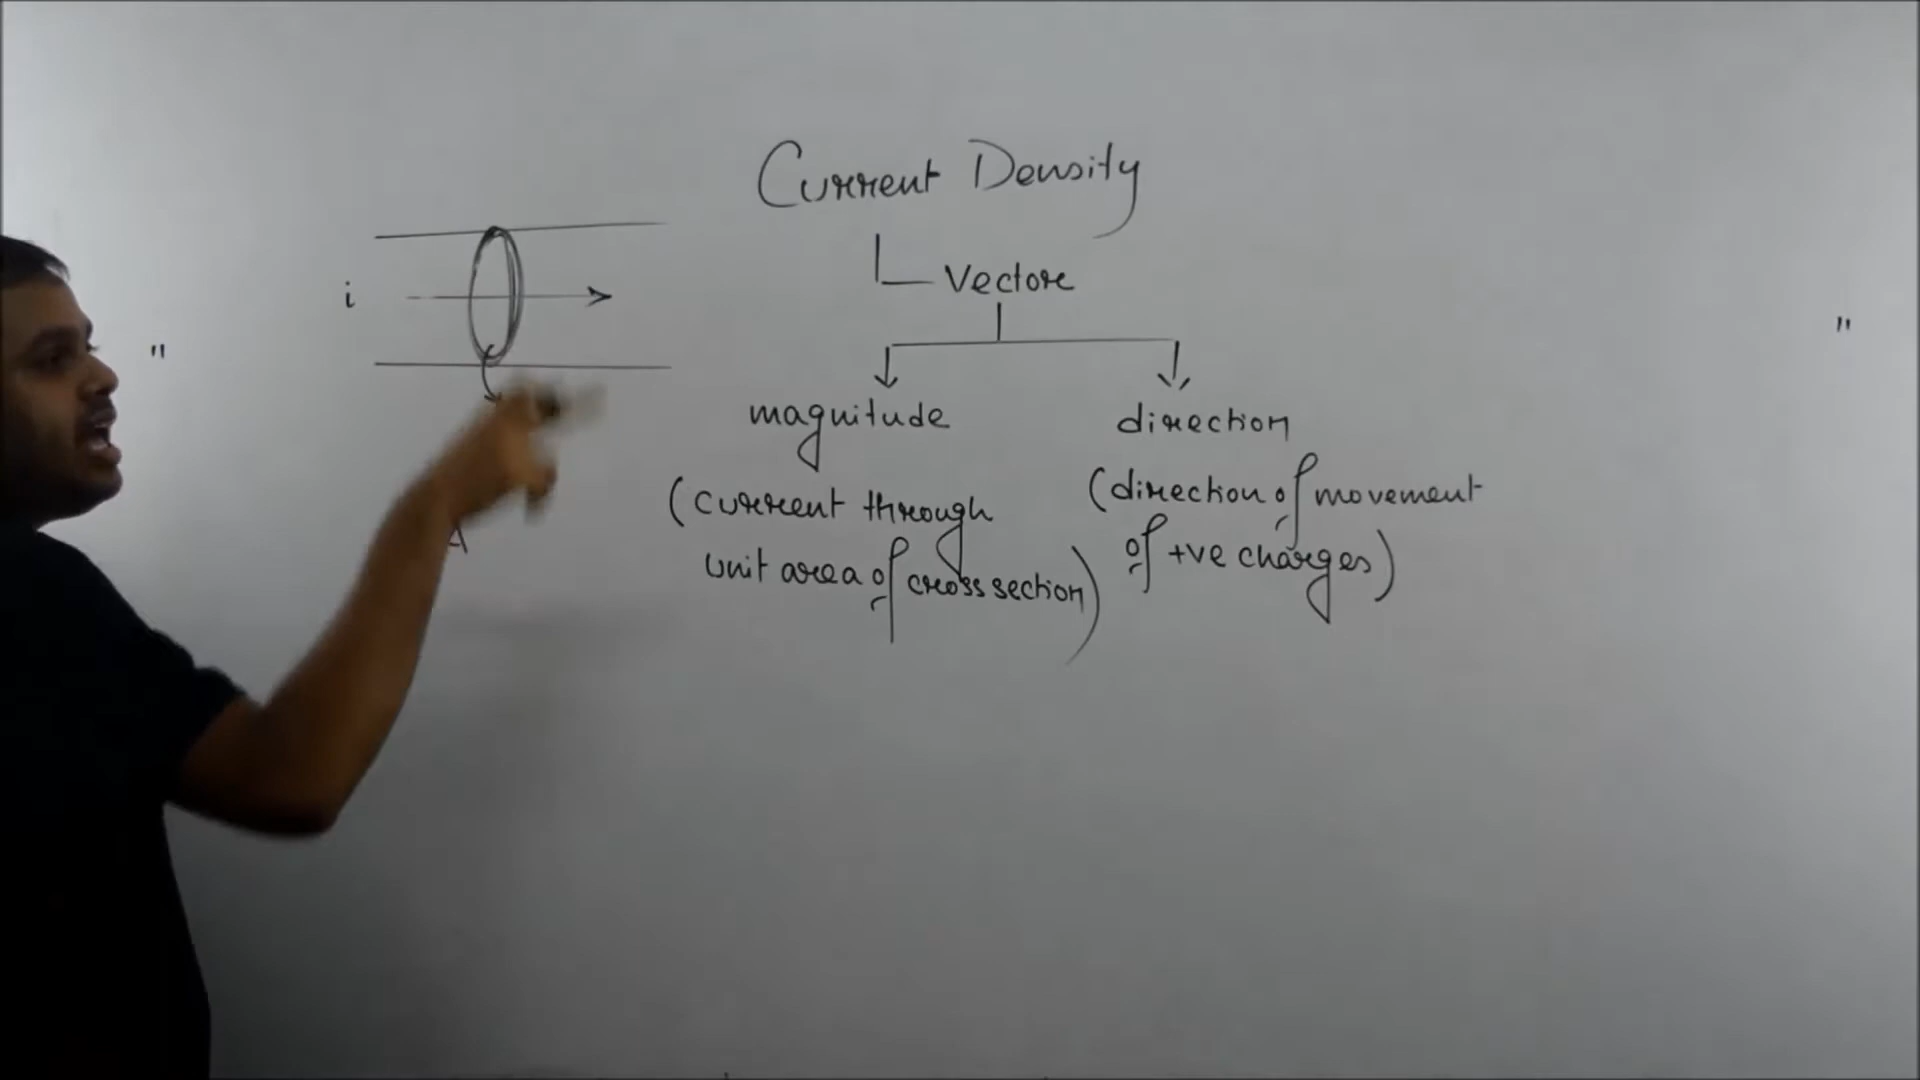 Current Density
i
Vector
magnitude
direction
(current through
unit area of cross section)
(direction of movement
of +ve charges)
A
"
"